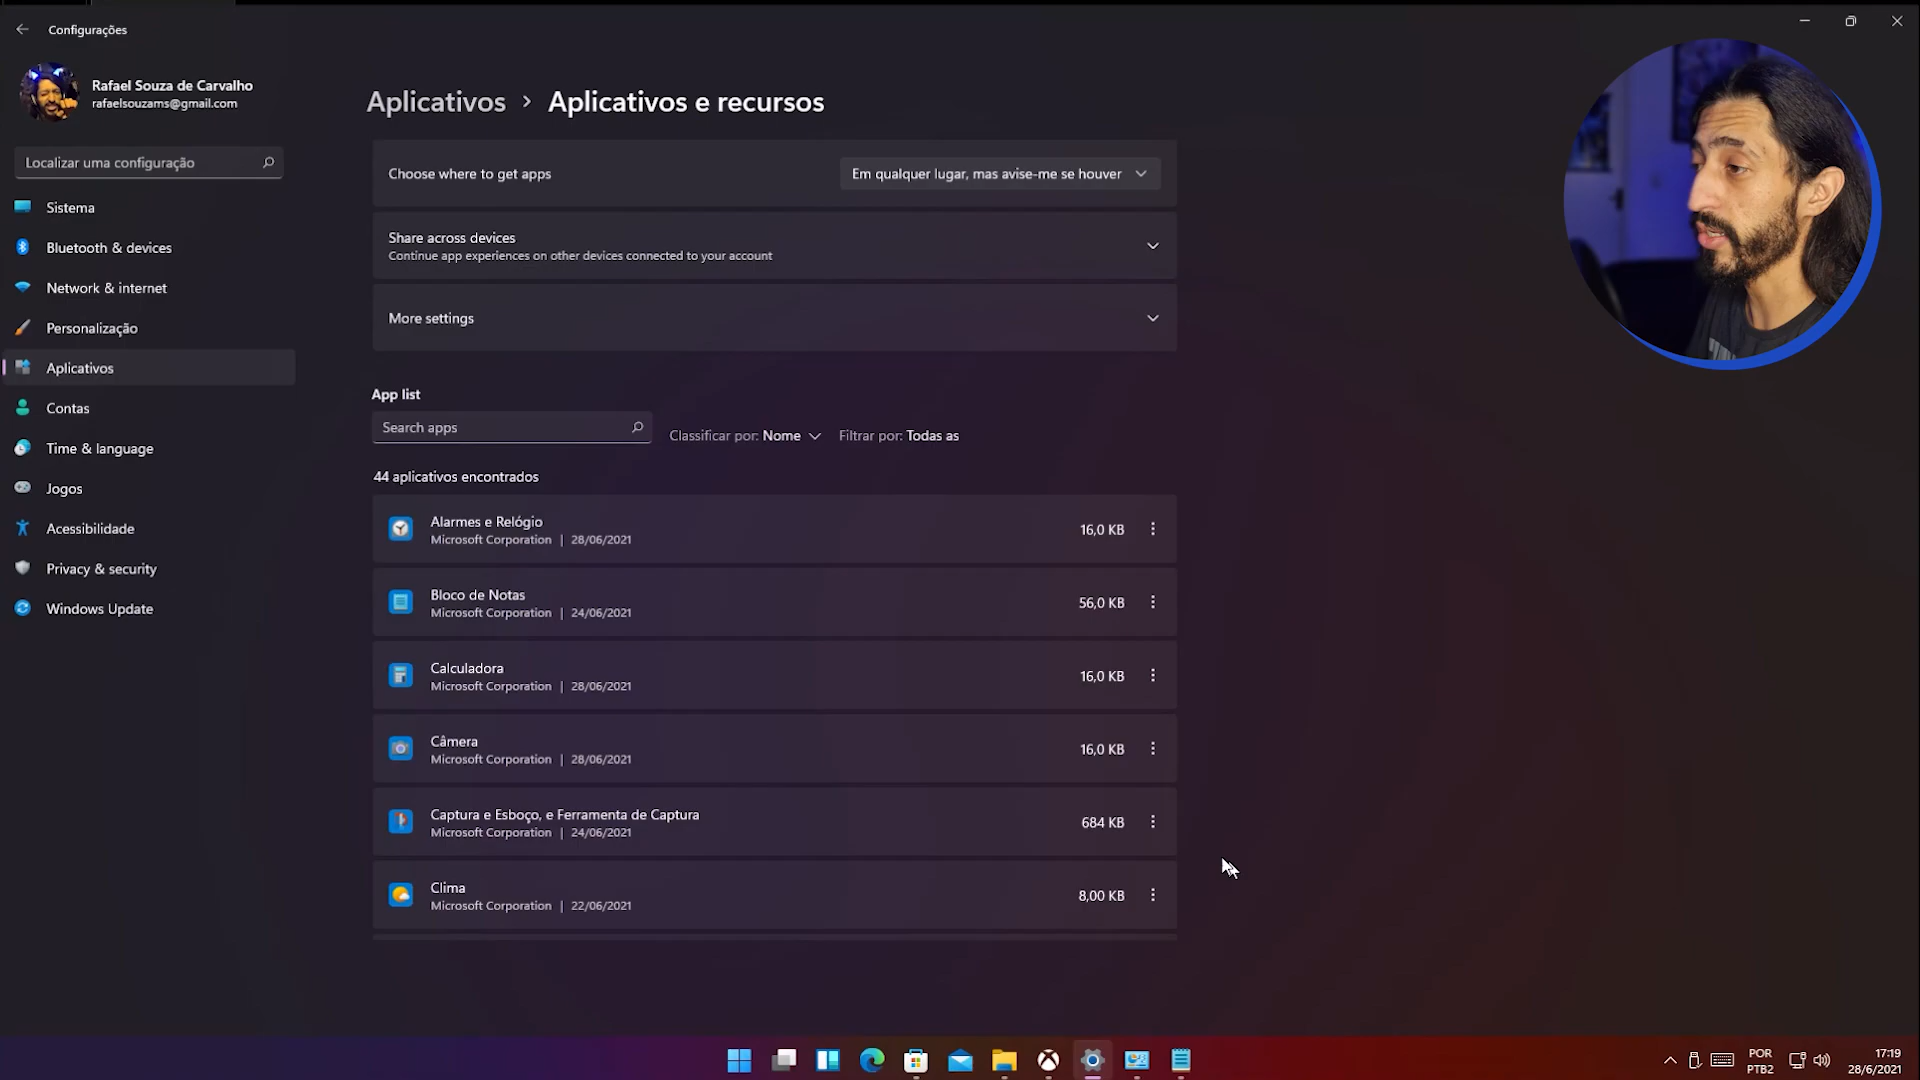 Configurações
Rafael Souza de Carvalho
rafaelsouzams@gmail.com
Localizar uma configuração
Sistema
Bluetooth & devices
Network & internet
Personalização
Aplicativos
Contas
Time & language
Jogos
Acessibilidade
Privacy & security
Windows Update
Aplicativos > Aplicativos e recursos
Choose where to get apps
Em qualquer lugar, mas avise-me se houver
Share across devices
Continue app experiences on other devices connected to your account
More settings
App list
Search apps
Classificar por: Nome
Filtrar por: Todas as
44 aplicativos encontrados
Alarmes e Relógio
Microsoft Corporation | 28/06/2021
16,0 KB
Bloco de Notas
Microsoft Corporation | 24/06/2021
56,0 KB
Calculadora
Microsoft Corporation | 28/06/2021
16,0 KB
Câmera
Microsoft Corporation | 28/06/2021
16,0 KB
Captura e Esboço, e Ferramenta de Captura
Microsoft Corporation | 24/06/2021
684 KB
Clima
Microsoft Corporation | 22/06/2021
8,00 KB
POR
PTB2
17:19
28/6/2021